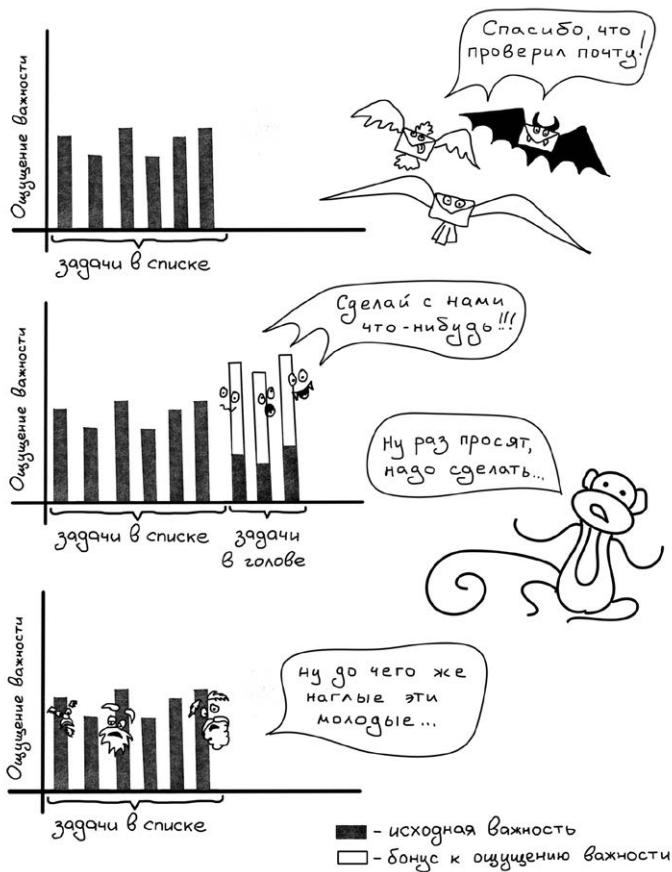 Спасибо, что
проверил почту!
Ощущение важности
задачи в списке
Сделай с нами
что-нибудь!!!
Ощущение важности
Ну раз просят,
надо сделать...
задачи в списке
задачи
в голове
Ощущение важности
ну до чего же
наглые эти
молодые...
задачи в списке
- исходная важность
- бонус к ощущению важности